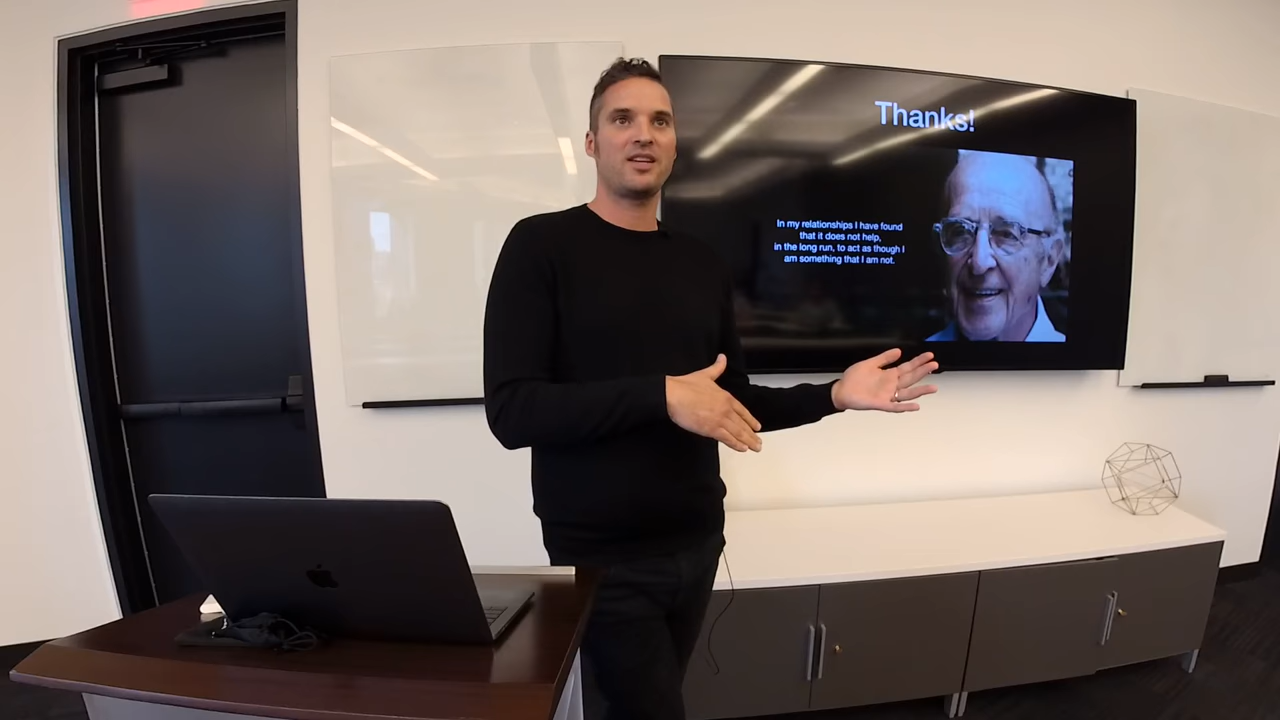 Thanks!
In my relationships I have found
that it does not help,
in the long run, to act as though I
am something that I am not.